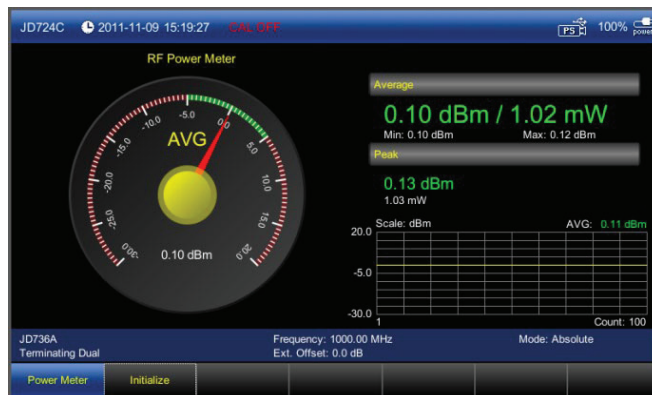 JD724C 2011-11-09 15:19:27 CAL OFF PS 100%
RF Power Meter
Average
0.10 dBm / 1.02 mW
Min: 0.10 dBm Max: 0.12 dBm
Peak
0.13 dBm
1.03 mW
AVG
-30.0
-25.0
-20.0
-15.0
-10.0
-5.0
0.0
5.0
10.0
15.0
20.0
0.10 dBm
Scale: dBm AVG: 0.11 dBm
20.0
-5.0
-30.0
1 Count: 100
JD736A Frequency: 1000.00 MHz Mode: Absolute
Terminating Dual Ext. Offset: 0.0 dB
Power Meter Initialize